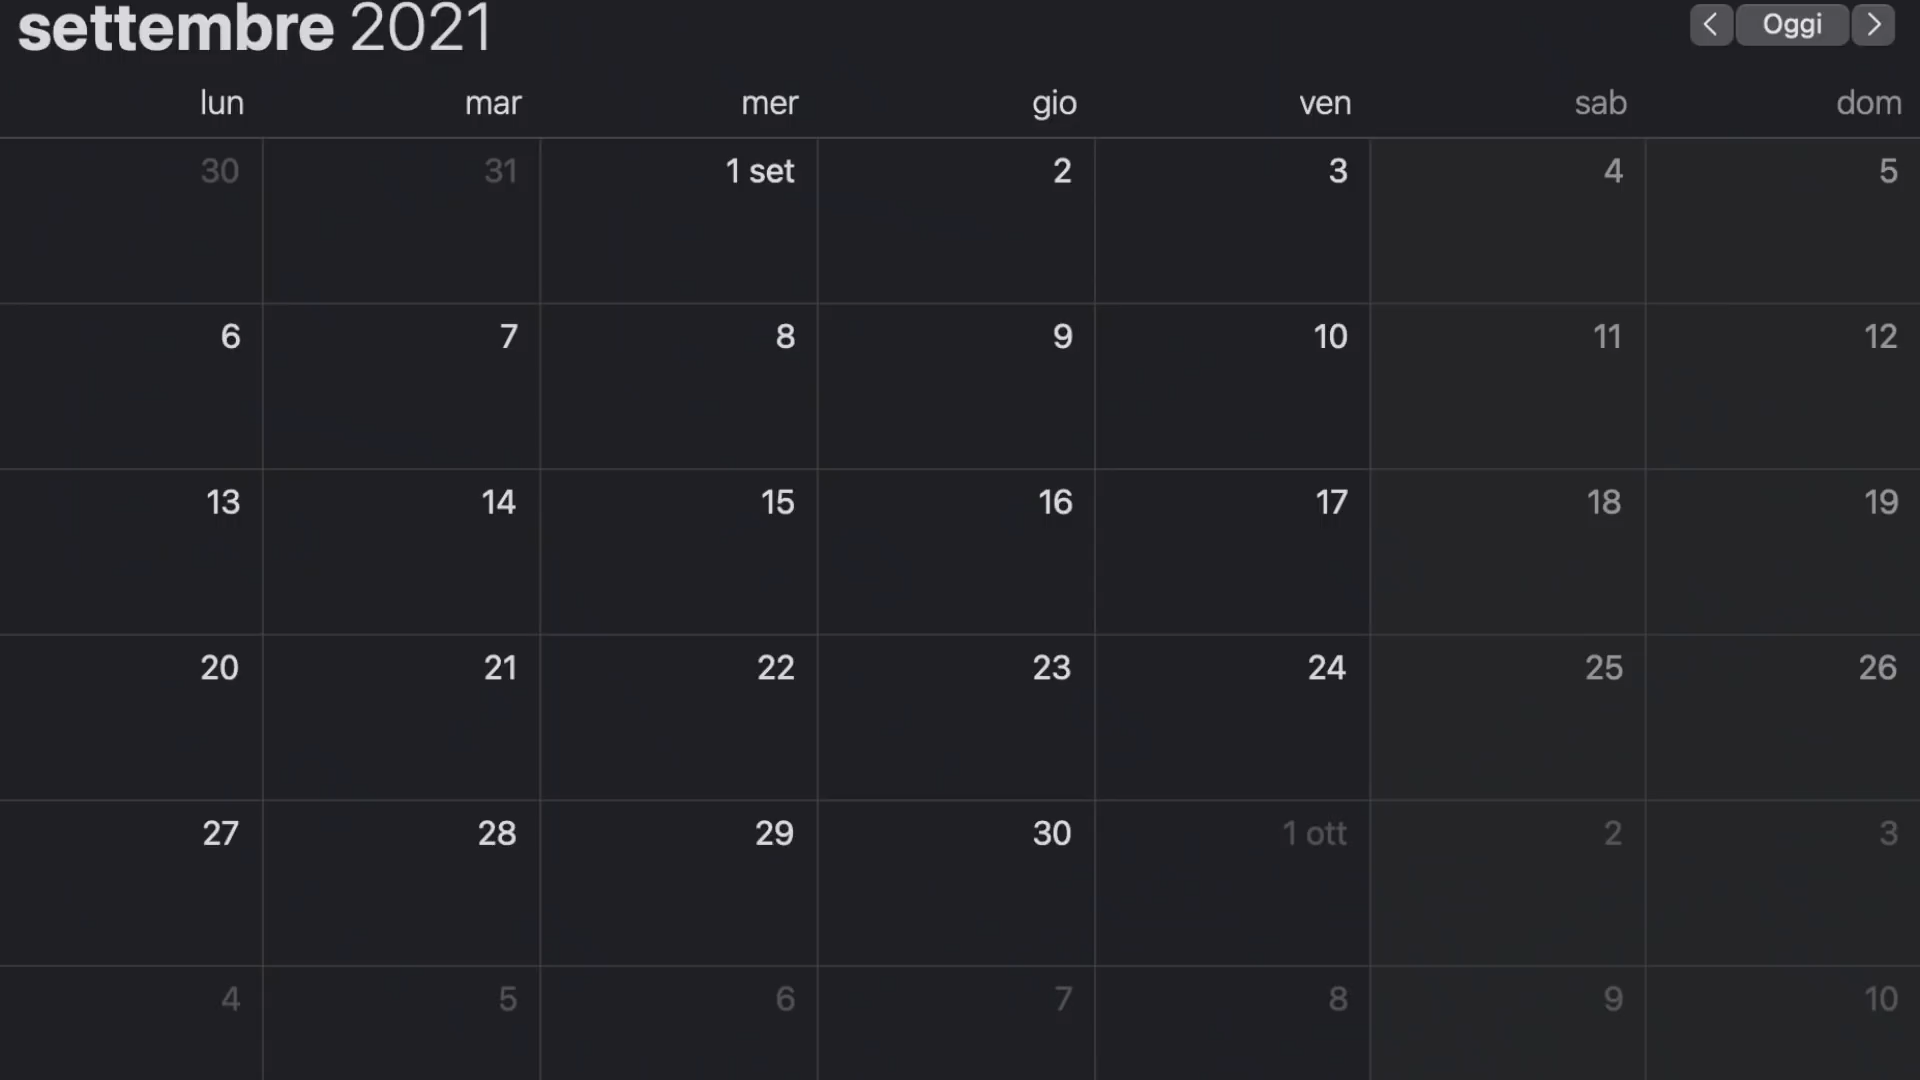 settembre 2021 Oggi
lun mar mer gio ven sab dom
30 31 1 set 2 3 4 5
6 7 8 9 10 11 12
13 14 15 16 17 18 19
20 21 22 23 24 25 26
27 28 29 30 1 ott 2 3
4 5 6 7 8 9 10